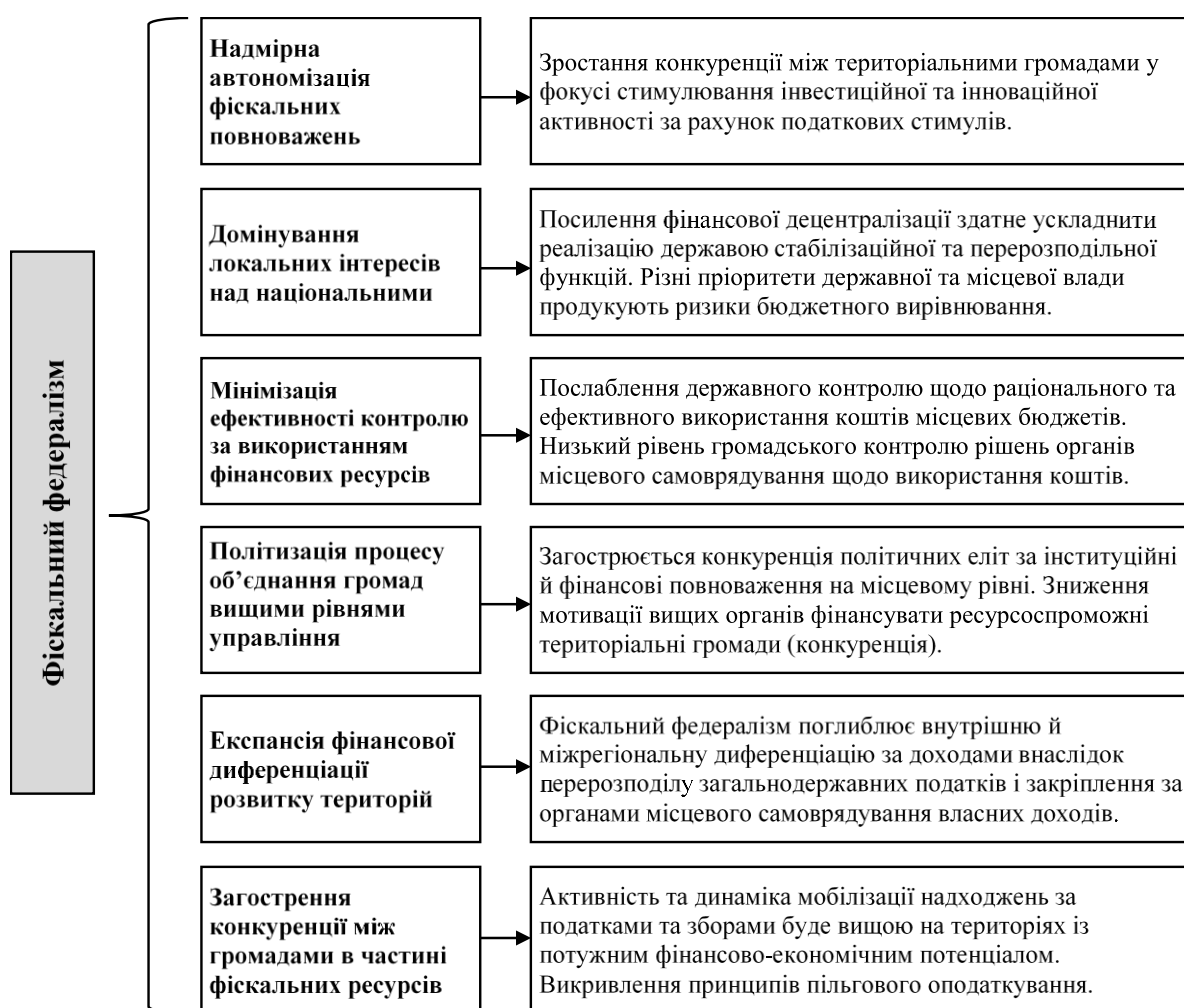 Фіскальний федералізм
Надмірна
автономізація
фіскальних
повноважень
Зростання конкуренції між територіальними громадами у
фокусі стимулювання інвестиційної та інноваційної
активності за рахунок податкових стимулів.
Домінування
локальних інтересів
над національними
Посилення фінансової децентралізації здатне ускладнити
реалізацію державою стабілізаційної та перерозподільної
функцій. Різні пріоритети державної та місцевої влади
продукують ризики бюджетного вирівнювання.
Мінімізація
ефективності контролю
за використанням
фінансових ресурсів
Послаблення державного контролю щодо раціонального та
ефективного використання коштів місцевих бюджетів.
Низький рівень громадського контролю рішень органів
місцевого самоврядування щодо використання коштів.
Політизація процесу
об’єднання громад
вищими рівнями
управління
Загострюється конкуренція політичних еліт за інституційні
й фінансові повноваження на місцевому рівні. Зниження
мотивації вищих органів фінансувати ресурсоспроможні
територіальні громади (конкуренція).
Експансія фінансової
диференціації
розвитку територій
Фіскальний федералізм поглиблює внутрішню й
міжрегіональну диференціацію за доходами внаслідок
перерозподілу загальнодержавних податків і закріплення за
органами місцевого самоврядування власних доходів.
Загострення
конкуренції між
громадами в частині
фіскальних ресурсів
Активність та динаміка мобілізації надходжень за
податками та зборами буде вищою на територіях із
потужним фінансово-економічним потенціалом.
Викривлення принципів пільгового оподаткування.